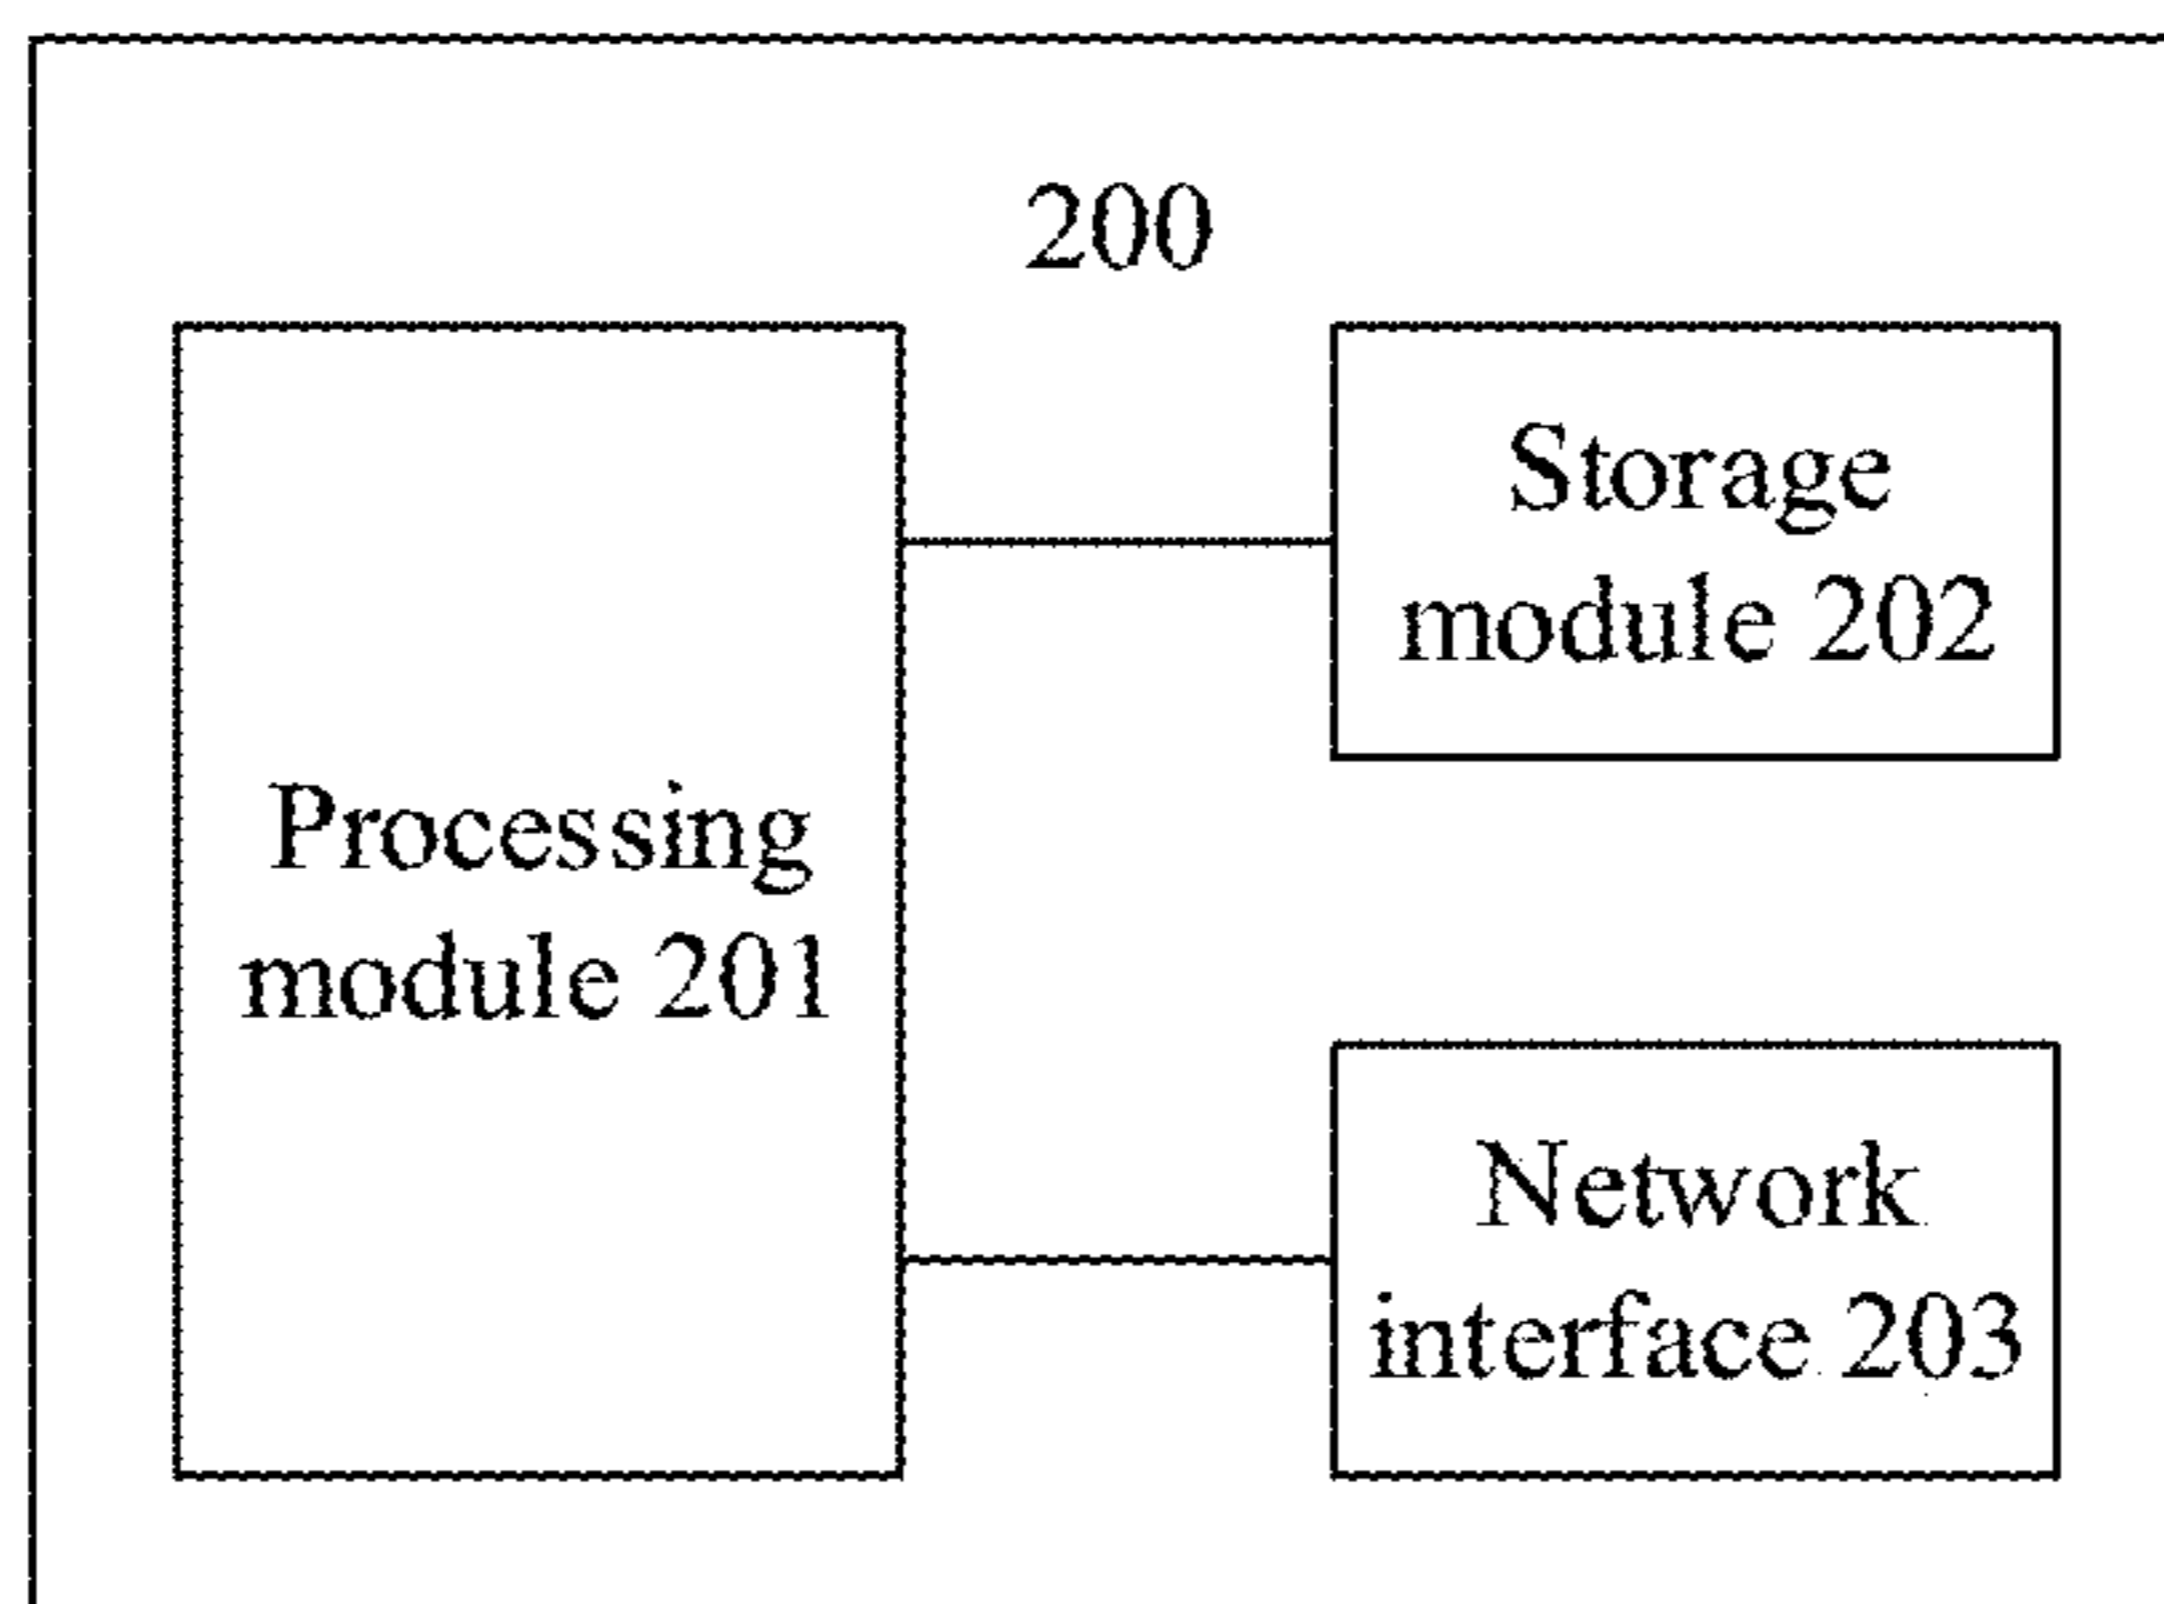 200
Processing
module 201
Storage
module 202
Network
interface 203